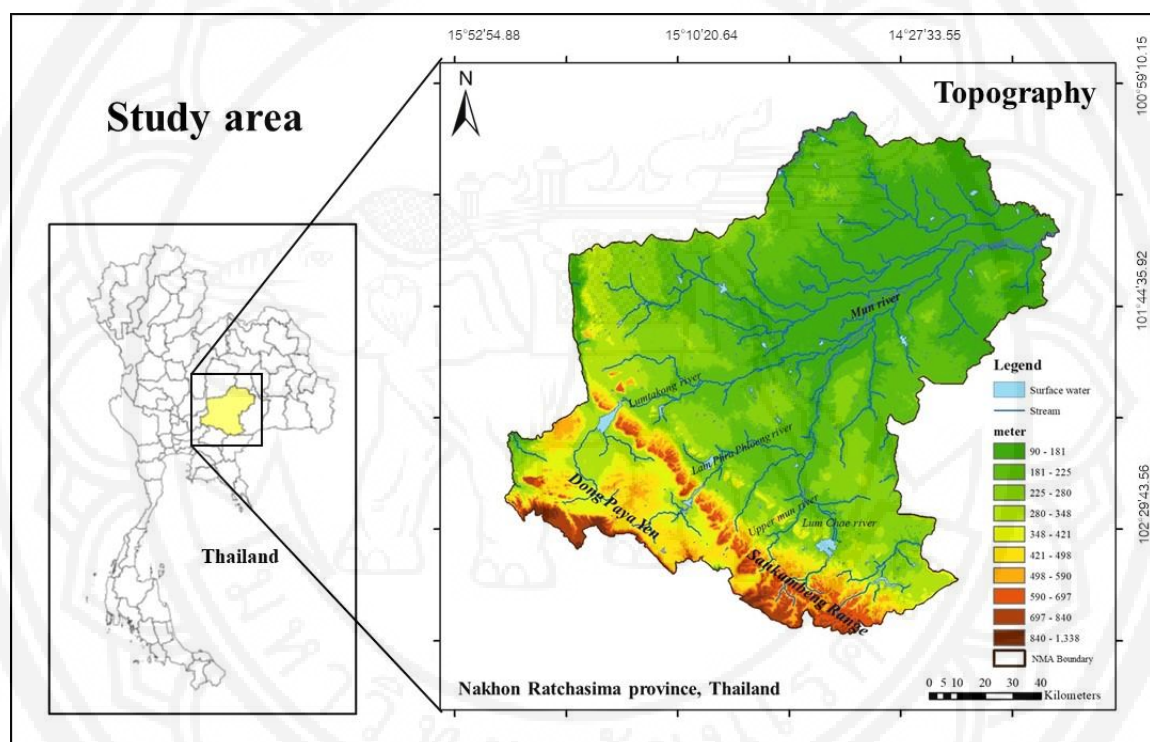 15°52'54.88 15°10'20.64 14°27'33.55
100°59'10.15
101°44'35.92
102°29'43.56
Study area
N
Topography
Thailand
Mun river
Lumtakong river
Lam Phra Phloeng river
Upper mun river
Lum Chae river
Dong Paya Yen
Sankambeng Range
Legend
Surface water
Stream
meter
90 - 181
181 - 225
225 - 280
280 - 348
348 - 421
421 - 498
498 - 590
590 - 697
697 - 840
840 - 1,338
NMA Boundary
0 5 10 20 30 40
Kilometers
Nakhon Ratchasima province, Thailand